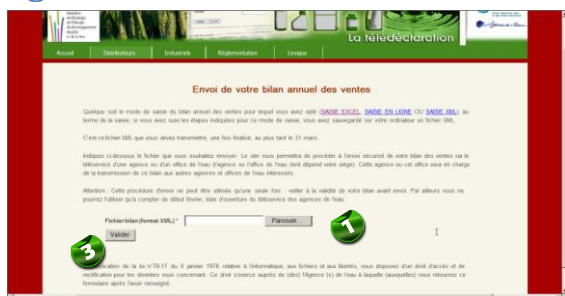 La télédéclaration
Accueil Distributeurs Industriels Réglementation Lexique
Envoi de votre bilan annuel des ventes
Quelque soit le mode de saisie du bilan annuel des ventes pour lequel vous avez opté (SAISIE EXCEL, SAISIE EN LIGNE OU SAISIE XML), au
terme de la saisie, si vous avez suivi les étapes indiquées pour ce mode de saisie, vous avez sauvegardé sur votre ordinateur un fichier XML.
C'est ce fichier XML que vous devez transmettre, une fois finalisé, au plus tard le 31 mars.
Indiquez ci-dessous le fichier que vous souhaitez envoyer. Le site vous permettra de procéder à l'envoi sécurisé de votre bilan des ventes via le
téléservice d'une agence ou d'un office de l'eau (l'agence ou l'office de l'eau dont dépend votre siège). Cette agence ou cet office sera en charge
de la transmission de ce bilan aux autres agences et offices de l'eau intéressés.
Attention : Cette procédure d'envoi ne peut être utilisée qu'une seule fois : veiller à la validité de votre bilan avant envoi. Par ailleurs vous ne
pourrez l'utiliser qu'à compter de début février, date d'ouverture du téléservice des agences de l'eau.
Fichier bilan (format XML) * Parcourir... 1
Valider
3
application de la loi n°78-17 du 6 janvier 1978 relative à l'informatique, aux fichiers et aux libertés, vous disposez d'un droit d'accès et de
rectification pour les données vous concernant. Ce droit s'exerce auprès de (des) l'Agence (s) de l'eau à laquelle (auxquelles) vous retournez ce
formulaire après l'avoir renseigné.